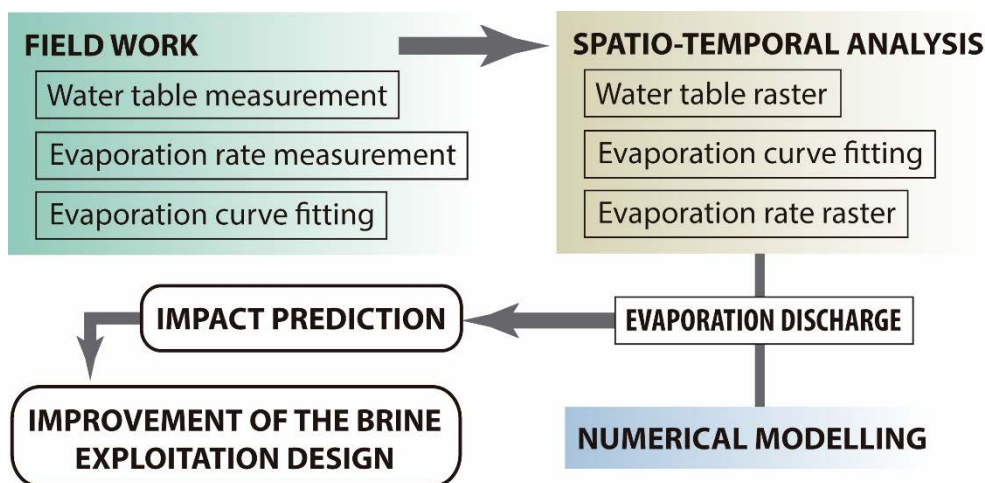 FIELD WORK
Water table measurement
Evaporation rate measurement
Evaporation curve fitting
SPATIO-TEMPORAL ANALYSIS
Water table raster
Evaporation curve fitting
Evaporation rate raster
EVAPORATION DISCHARGE
IMPACT PREDICTION
IMPROVEMENT OF THE BRINE
EXPLOITATION DESIGN
NUMERICAL MODELLING